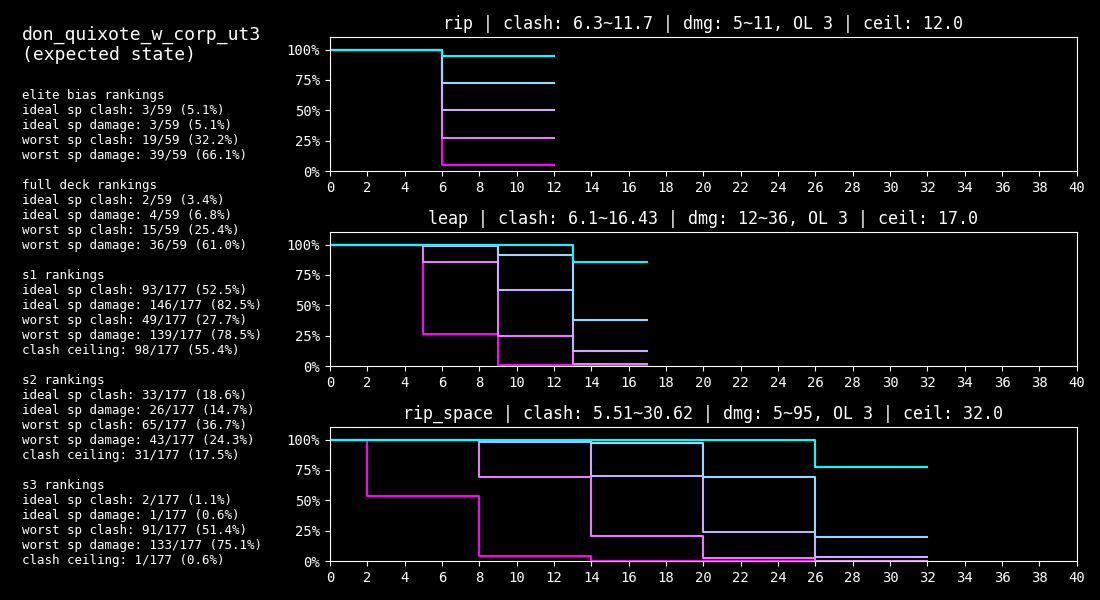 don_quixote_w_corp_ut3
(expected state)
elite bias rankings
ideal sp clash: 3/59 (5.1%)
ideal sp damage: 3/59 (5.1%)
worst sp clash: 19/59 (32.2%)
worst sp damage: 39/59 (66.1%)
full deck rankings
ideal sp clash: 2/59 (3.4%)
ideal sp damage: 4/59 (6.8%)
worst sp clash: 15/59 (25.4%)
worst sp damage: 36/59 (61.0%)
s1 rankings
ideal sp clash: 93/177 (52.5%)
ideal sp damage: 146/177 (82.5%)
worst sp clash: 49/177 (27.7%)
worst sp damage: 139/177 (78.5%)
clash ceiling: 98/177 (55.4%)
s2 rankings
ideal sp clash: 33/177 (18.6%)
ideal sp damage: 26/177 (14.7%)
worst sp clash: 65/177 (36.7%)
worst sp damage: 43/177 (24.3%)
clash ceiling: 31/177 (17.5%)
s3 rankings
ideal sp clash: 2/177 (1.1%)
ideal sp damage: 1/177 (0.6%)
worst sp clash: 91/177 (51.4%)
worst sp damage: 133/177 (75.1%)
clash ceiling: 1/177 (0.6%)
rip | clash: 6.3~11.7 | dmg: 5~11, OL 3 | ceil: 12.0
100%
75%
50%
25%
0%
0 2 4 6 8 10 12 14 16 18 20 22 24 26 28 30 32 34 36 38 40
leap | clash: 6.1~16.43 | dmg: 12~36, OL 3 | ceil: 17.0
100%
75%
50%
25%
0%
0 2 4 6 8 10 12 14 16 18 20 22 24 26 28 30 32 34 36 38 40
rip_space | clash: 5.51~30.62 | dmg: 5~95, OL 3 | ceil: 32.0
100%
75%
50%
25%
0%
0 2 4 6 8 10 12 14 16 18 20 22 24 26 28 30 32 34 36 38 40